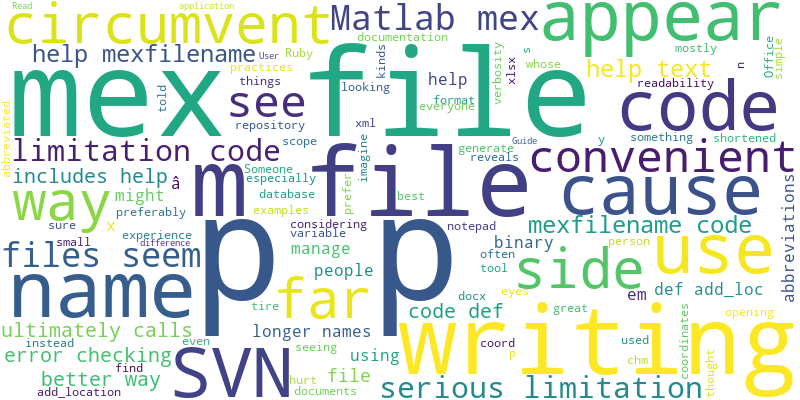 Read application
circumvent Matlab mex appear
documentation
help mexfilename User Ruby kinds verbosity s whose mostly Office simple
mex file
practices things told see looking help everyone xlsx help text n code
abbreviated repository format readability
limitation code xml scope imagine generate Guide something shortened
m file convenient
includes help â Someone especially reveals y
way might database prefer examples best cause abbreviations
preferably x
sure experience variable considering notepad mexfilename code
small difference manage binary often person side use
files seem p p tool em def add_loc
name far people docx eyes great opening
ultimately calls tire longer names code def coordinates
instead even using coord used chm thought
error checking find seeing file p
better way SVN hurt documents writing
add_location serious limitation